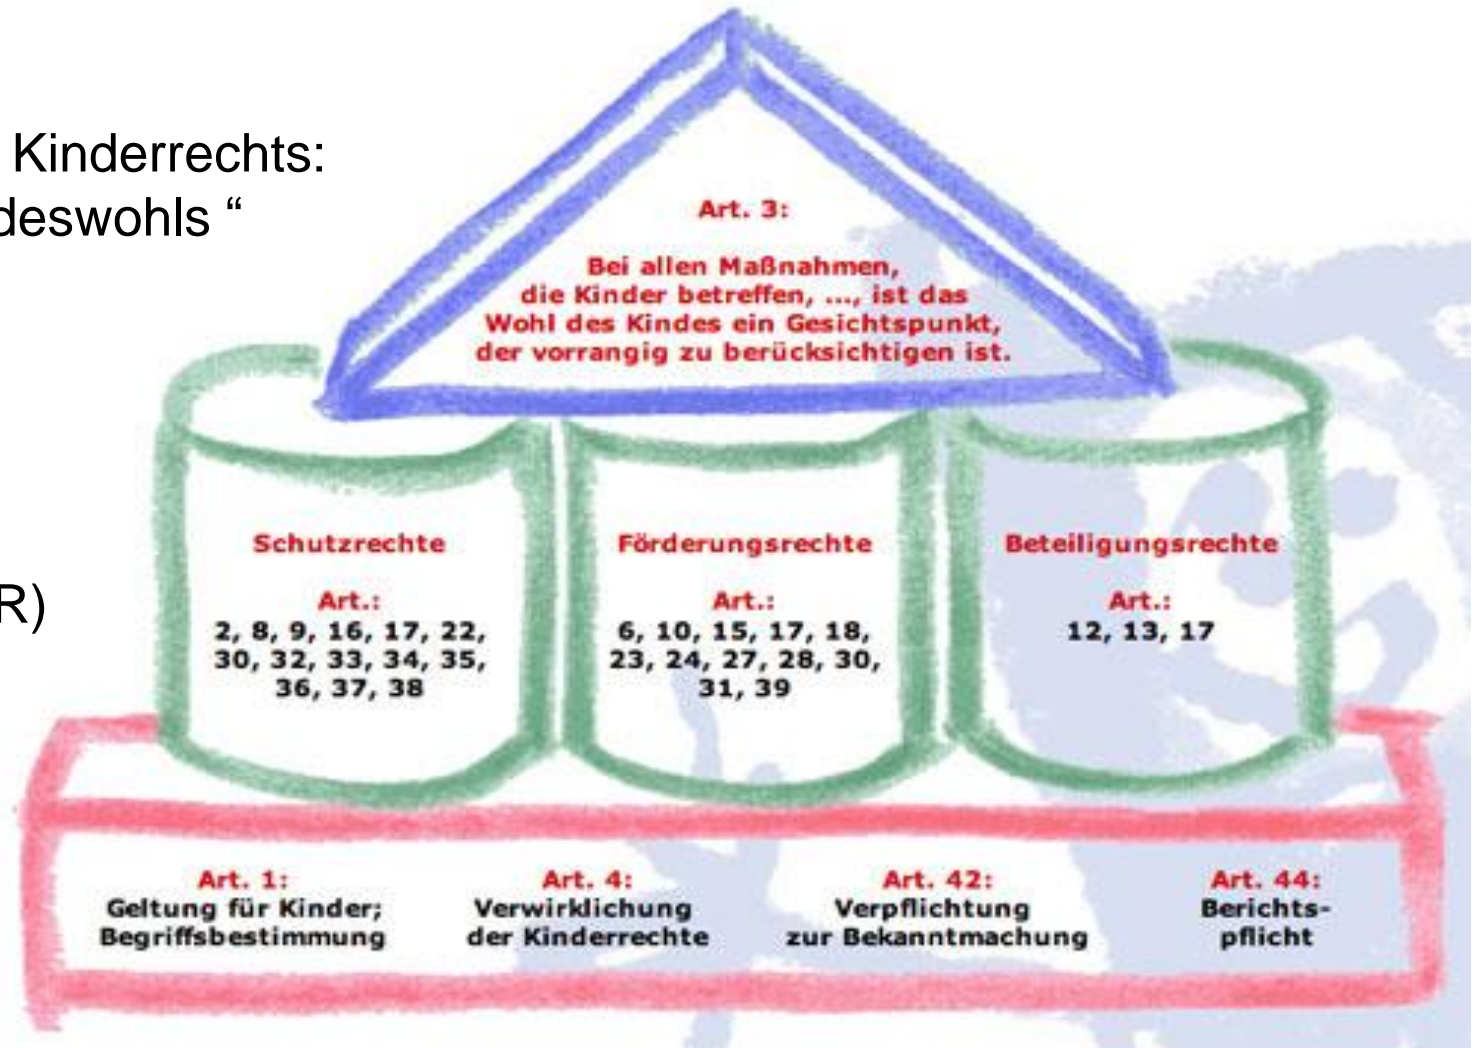 Kinderrechts:
deswohls “
R)
Art. 3:
Bei allen Maßnahmen,
die Kinder betreffen, ..., ist das
Wohl des Kindes ein Gesichtspunkt,
der vorrangig zu berücksichtigen ist.
Schutzrechte
Art.:
2, 8, 9, 16, 17, 22,
30, 32, 33, 34, 35,
36, 37, 38
Förderungsrechte
Art.:
6, 10, 15, 17, 18,
23, 24, 27, 28, 30,
31, 39
Beteiligungsrechte
Art.:
12, 13, 17
Art. 1:
Geltung für Kinder;
Begriffsbestimmung
Art. 4:
Verwirklichung
der Kinderrechte
Art. 42:
Verpflichtung
zur Bekanntmachung
Art. 44:
Berichts-
pflicht